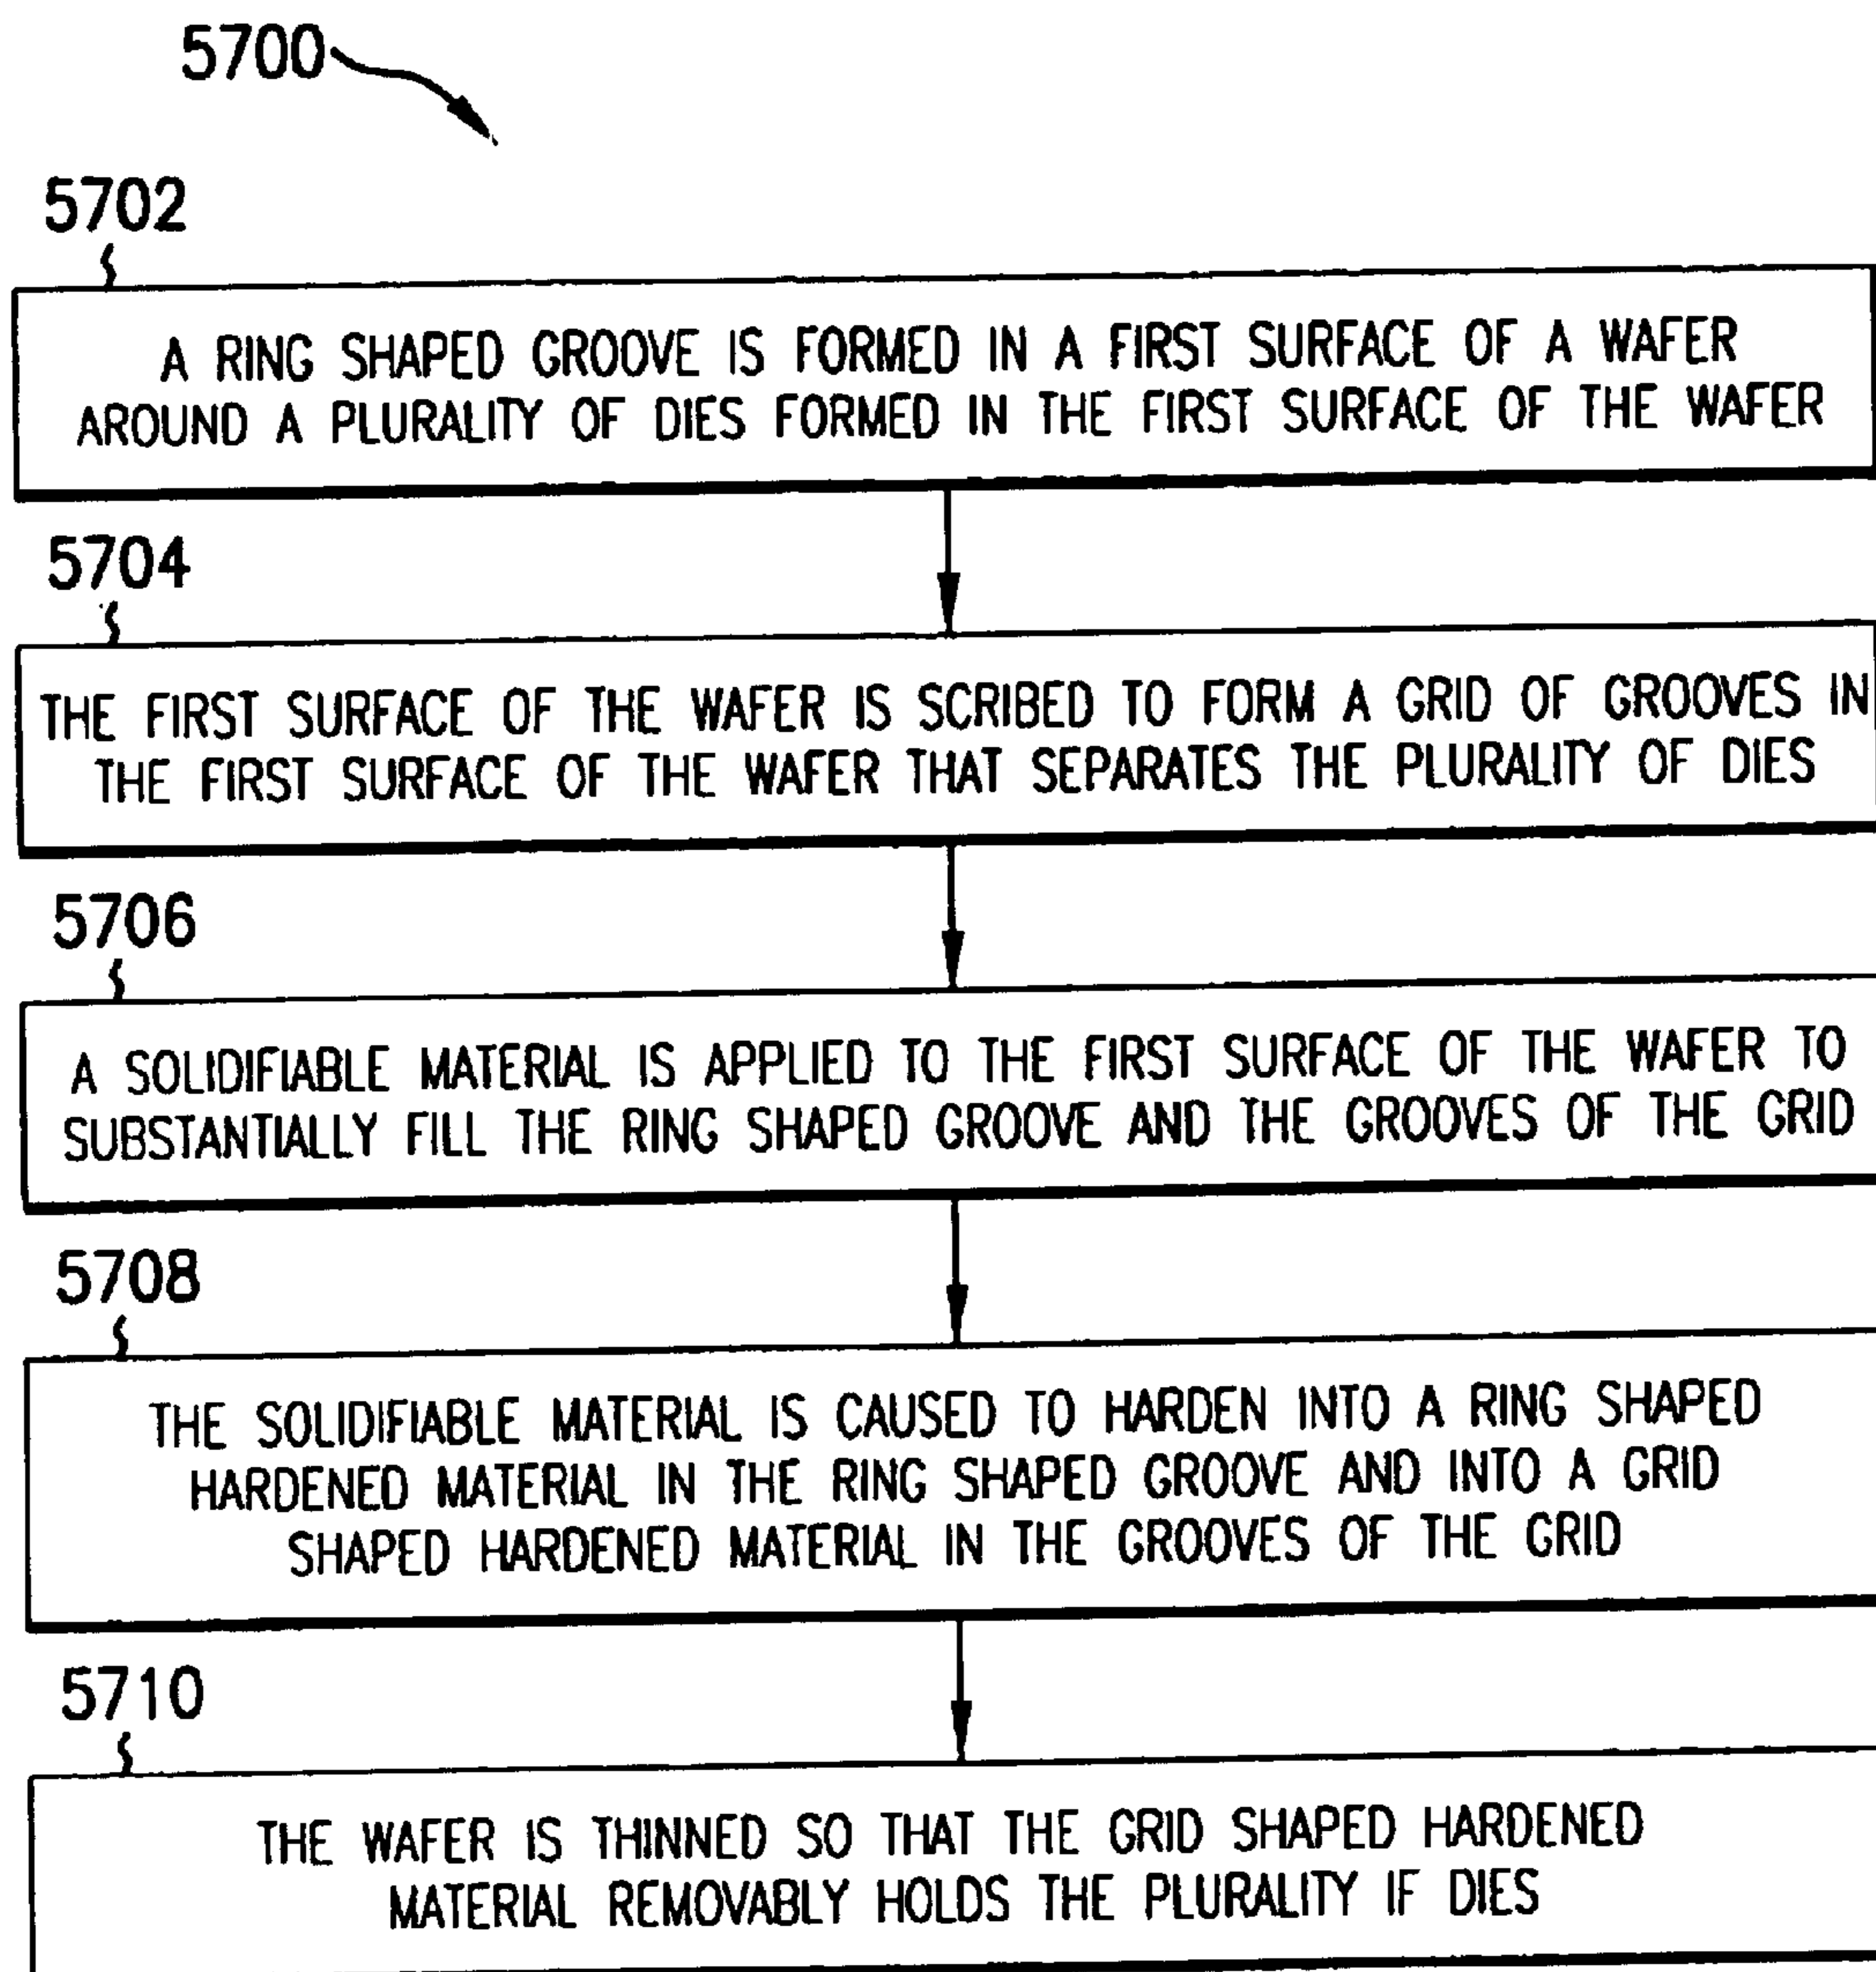 5700
5702
A RING SHAPED GROOVE IS FORMED IN A FIRST SURFACE OF A WAFER
AROUND A PLURALITY OF DIES FORMED IN THE FIRST SURFACE OF THE WAFER
5704
THE FIRST SURFACE OF THE WAFER IS SCRIBED TO FORM A GRID OF GROOVES IN
THE FIRST SURFACE OF THE WAFER THAT SEPARATES THE PLURALITY OF DIES
5706
A SOLIDIFIABLE MATERIAL IS APPLIED TO THE FIRST SURFACE OF THE WAFER TO
SUBSTANTIALLY FILL THE RING SHAPED GROOVE AND THE GROOVES OF THE GRID
5708
THE SOLIDIFIABLE MATERIAL IS CAUSED TO HARDEN INTO A RING SHAPED
HARDENED MATERIAL IN THE RING SHAPED GROOVE AND INTO A GRID
SHAPED HARDENED MATERIAL IN THE GROOVES OF THE GRID
5710
THE WAFER IS THINNED SO THAT THE GRID SHAPED HARDENED
MATERIAL REMOVABLY HOLDS THE PLURALITY IF DIES